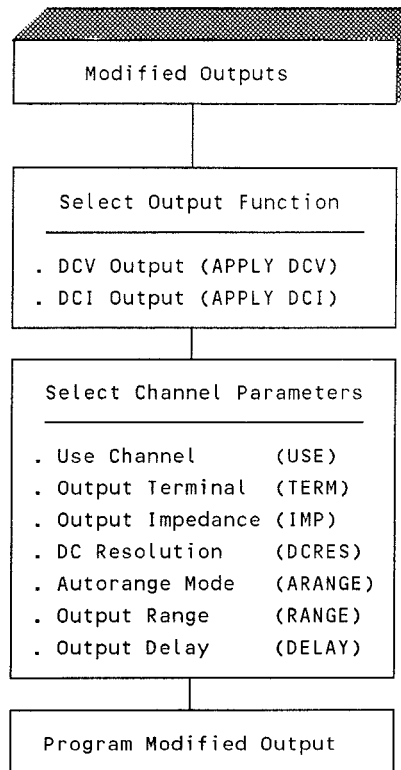 Modified Outputs
Select Output Function
. DCV Output (APPLY DCV)
. DCI Output (APPLY DCI)
Select Channel Parameters
. Use Channel (USE)
. Output Terminal (TERM)
. Output Impedance (IMP)
. DC Resolution (DCRES)
. Autorange Mode (ARANGE)
. Output Range (RANGE)
. Output Delay (DELAY)
Program Modified Output